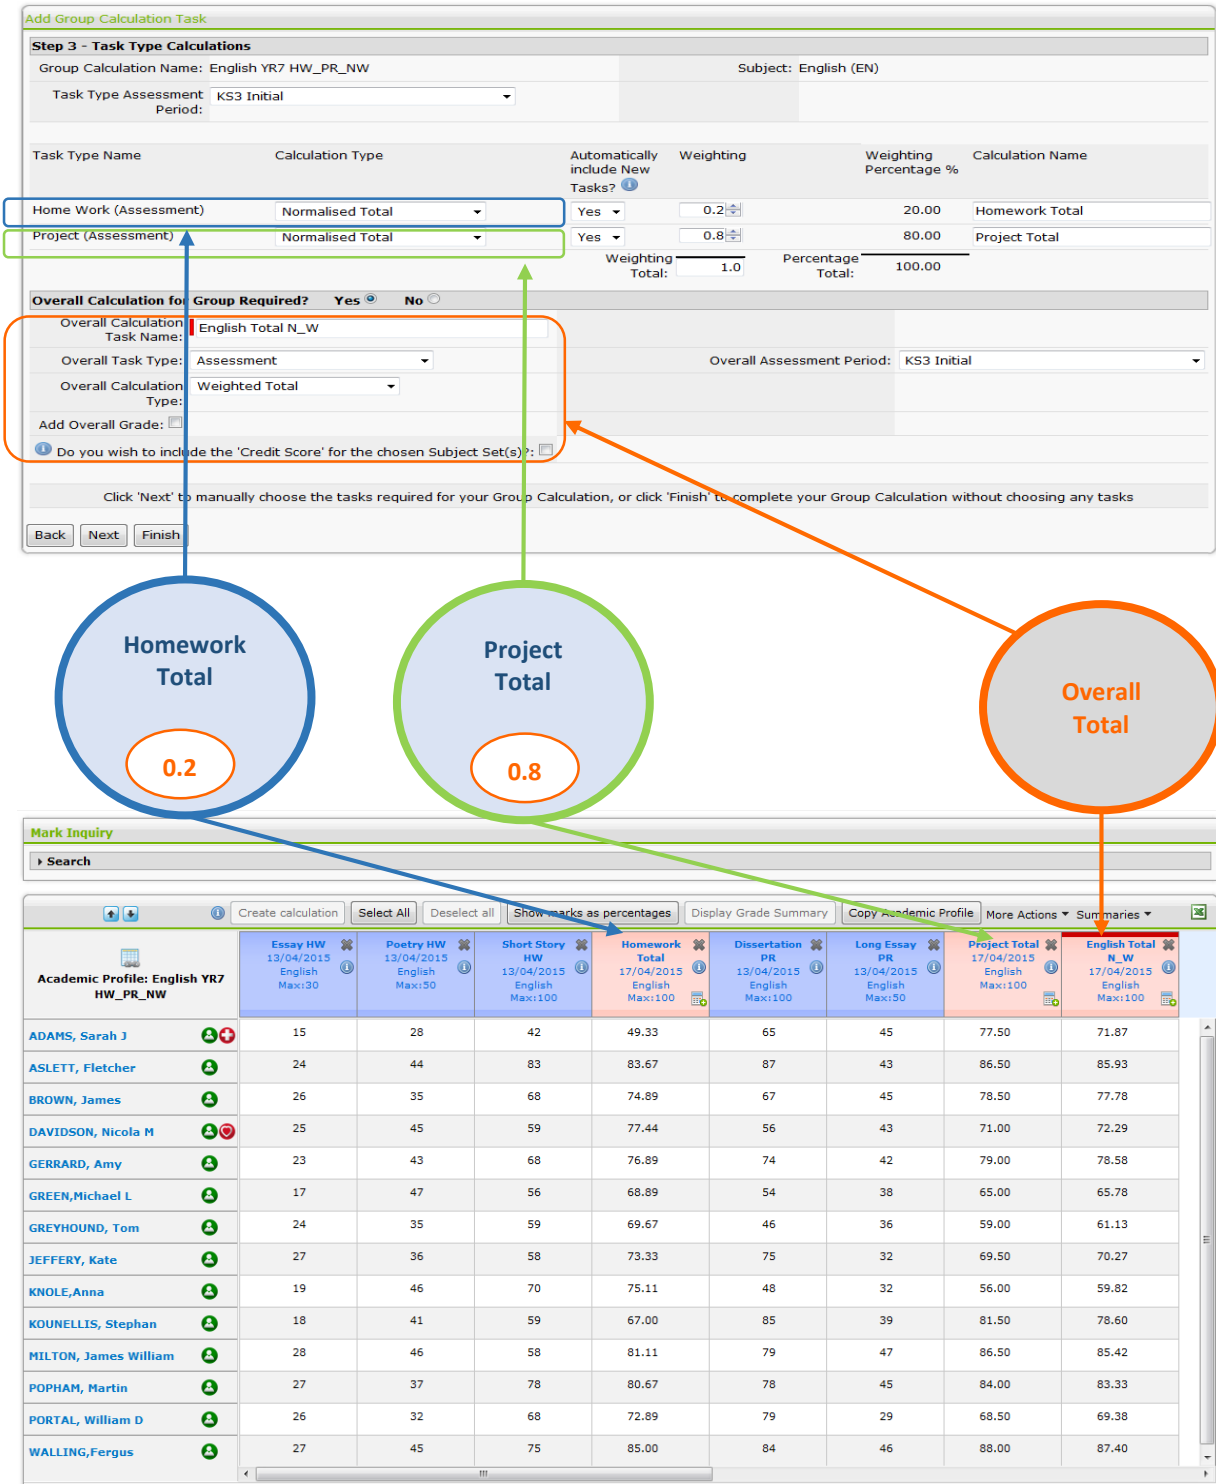 Add Group Calculation Task
Step 3 - Task Type Calculations
Group Calculation Name: English YR7 HW_PR_NW Subject: English (EN)
Task Type Assessment Period: KS3 Initial
Task Type Name Calculation Type Automatically include New Tasks? Weighting Weighting Percentage % Calculation Name
Home Work (Assessment) Normalised Total Yes 0.2 20.00 Homework Total
Project (Assessment) Normalised Total Yes 0.8 80.00 Project Total
Weighting Total: 1.0 Percentage Total: 100.00
Overall Calculation for Group Required? Yes No
Overall Calculation Task Name: English Total N_W
Overall Task Type: Assessment Overall Assessment Period: KS3 Initial
Overall Calculation Type: Weighted Total
Add Overall Grade:
Do you wish to include the 'Credit Score' for the chosen Subject Set(s)?:
Click 'Next' to manually choose the tasks required for your Group Calculation, or click 'Finish' to complete your Group Calculation without choosing any tasks
Back Next Finish
Homework
Total
0.2
Project
Total
0.8
Overall
Total
Mark Inquiry
Search
Create calculation Select All Deselect all Show marks as percentages Display Grade Summary Copy Academic Profile More Actions Summaries
Academic Profile: English YR7 HW_PR_NW
Essay HW 13/04/2015 English Max:30
Poetry HW 13/04/2015 English Max:50
Short Story HW 13/04/2015 English Max:100
Homework Total 17/04/2015 English Max:100
Dissertation PR 13/04/2015 English Max:100
Long Essay PR 13/04/2015 English Max:50
Project Total 17/04/2015 English Max:100
English Total N_W 17/04/2015 English Max:100
ADAMS, Sarah J 15 28 42 49.33 65 45 77.50 71.87
ASLETT, Fletcher 24 44 83 83.67 87 43 86.50 85.93
BROWN, James 26 35 68 74.89 67 45 78.50 77.78
DAVIDSON, Nicola M 25 45 59 77.44 56 43 71.00 72.29
GERRARD, Amy 23 43 68 76.89 74 42 79.00 78.58
GREEN,Michael L 17 47 56 68.89 54 38 65.00 65.78
GREYHOUND, Tom 24 35 59 69.67 46 36 59.00 61.13
JEFFERY, Kate 27 36 58 73.33 75 32 69.50 70.27
KNOLE,Anna 19 46 70 75.11 48 32 56.00 59.82
KOUNELLIS, Stephan 18 41 59 67.00 85 39 81.50 78.60
MILTON, James William 28 46 58 81.11 79 47 86.50 85.42
POPHAM, Martin 27 37 78 80.67 78 45 84.00 83.33
PORTAL, William D 26 32 68 72.89 79 29 68.50 69.38
WALLING,Fergus 27 45 75 85.00 84 46 88.00 87.40